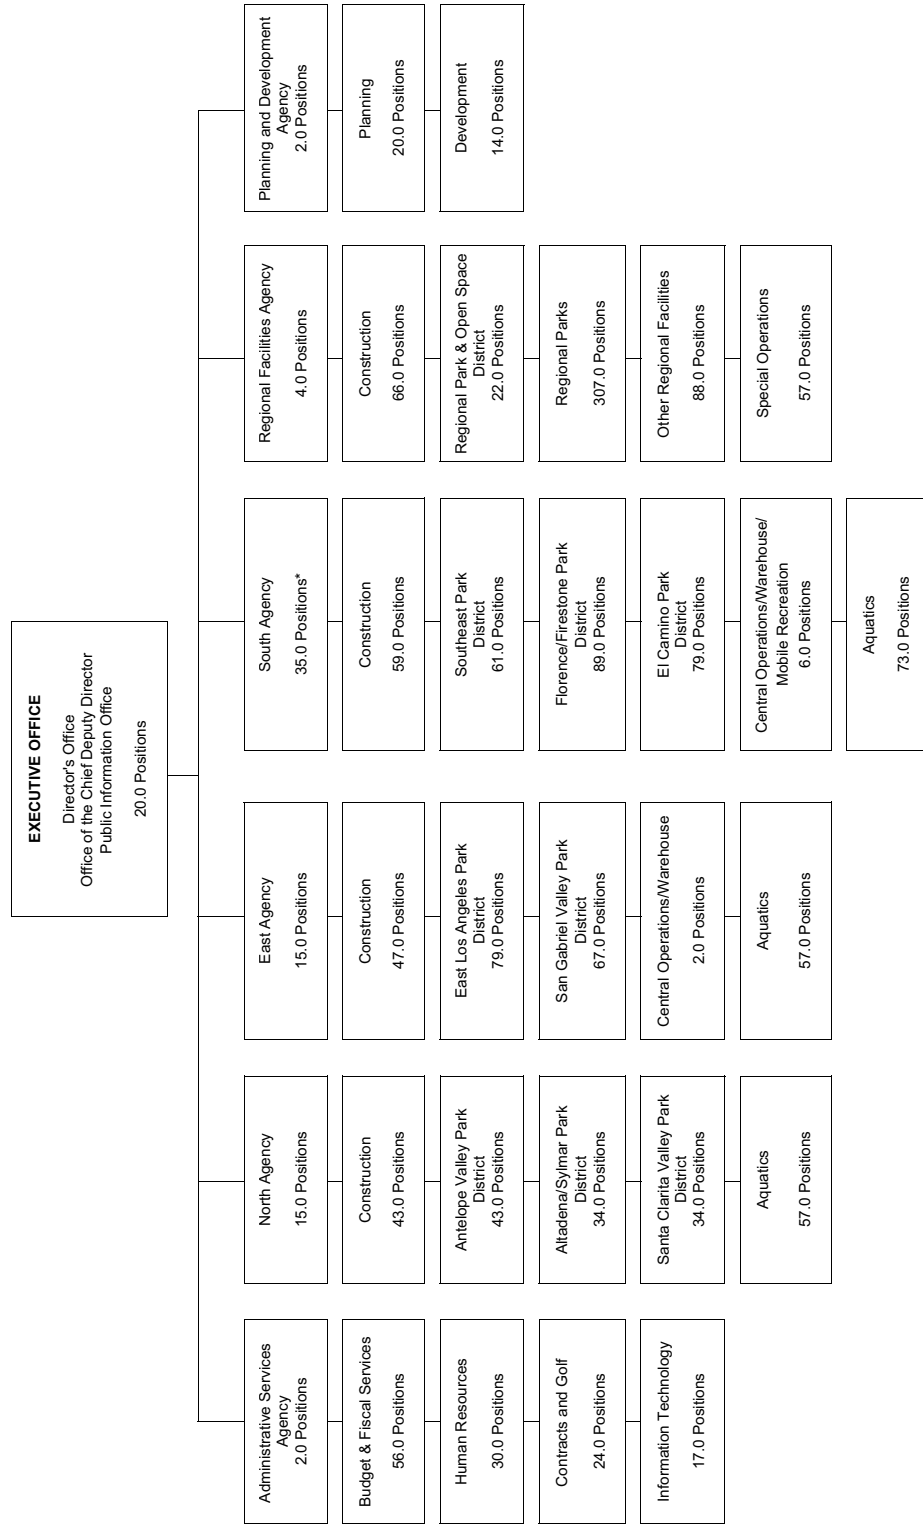 EXECUTIVE OFFICE
Director's Office
Office of the Chief Deputy Director
Public Information Office
20.0 Positions
Administrative Services
Agency
2.0 Positions
Budget & Fiscal Services
56.0 Positions
Human Resources
30.0 Positions
Contracts and Golf
24.0 Positions
Information Technology
17.0 Positions
North Agency
15.0 Positions
Construction
43.0 Positions
Antelope Valley Park
District
43.0 Positions
Altadena/Sylmar Park
District
34.0 Positions
Santa Clarita Valley Park
District
34.0 Positions
Aquatics
57.0 Positions
East Agency
15.0 Positions
Construction
47.0 Positions
East Los Angeles Park
District
79.0 Positions
San Gabriel Valley Park
District
67.0 Positions
Central Operations/Warehouse
2.0 Positions
Aquatics
57.0 Positions
South Agency
35.0 Positions*
Construction
59.0 Positions
Southeast Park
District
61.0 Positions
Florence/Firestone Park
District
89.0 Positions
El Camino Park
District
79.0 Positions
Central Operations/Warehouse/
Mobile Recreation
6.0 Positions
Aquatics
73.0 Positions
Regional Facilities Agency
4.0 Positions
Construction
66.0 Positions
Regional Park & Open Space
District
22.0 Positions
Regional Parks
307.0 Positions
Other Regional Facilities
88.0 Positions
Special Operations
57.0 Positions
Planning and Development
Agency
2.0 Positions
Planning
20.0 Positions
Development
14.0 Positions